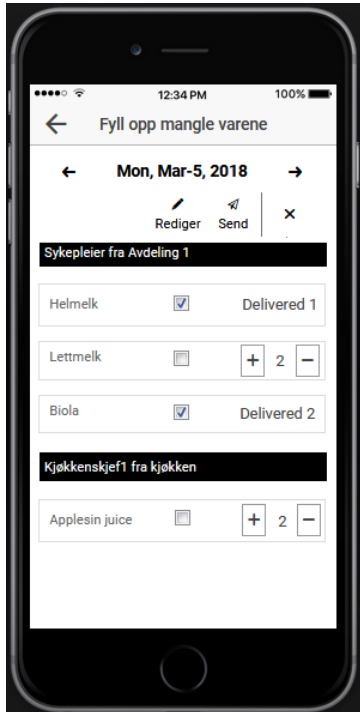 12:34 PM 100%
Fyll opp mangle varene
Mon, Mar-5, 2018
Rediger Send
Sykepleier fra Avdeling 1
Helmelk Delivered 1
Lettmelk + 2 −
Biola Delivered 2
Kjøkkenskjef1 fra kjøkken
Applesin juice + 2 −